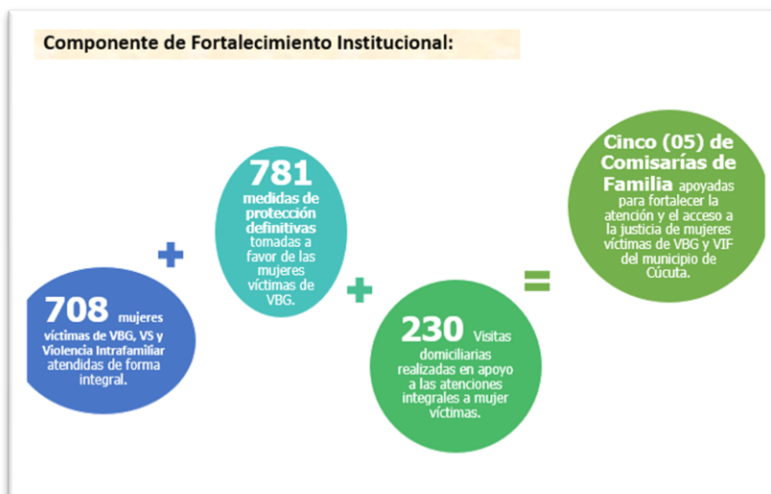 Componente de Fortalecimiento Institucional:
708 mujeres
víctimas de VBG, VS y
Violencia Intrafamiliar
atendidas de forma
integral.
+
781
medidas de
protección
definitivas
tomadas a
favor de las
mujeres
víctimas de
VBG.
+
230 Visitas
domiciliarias
realizadas en apoyo
a las atenciones
integrales a mujer
víctimas.
=
Cinco (05) de
Comisarías de
Familia apoyadas
para fortalecer la
atención y el acceso a
la justicia de mujeres
víctimas de VBG y VIF
del municipio de
Cúcuta.